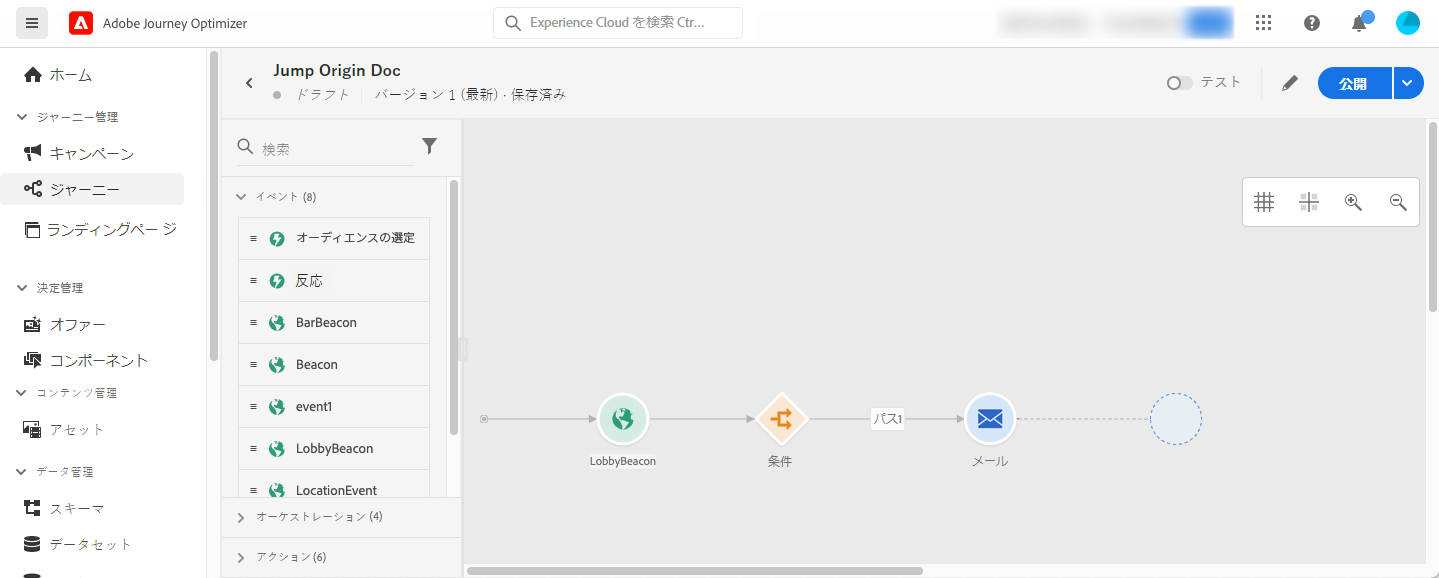 Adobe Journey Optimizer
Experience Cloud を検索 Ctr...
ホーム
ジャーニー管理
キャンペーン
ジャーニー
ランディングページ
決定管理
オファー
コンポーネント
コンテンツ管理
アセット
データ管理
スキーマ
データセット
Jump Origin Doc
ドラフト
バージョン 1 (最新) · 保存済み
テスト
公開
検索
イベント (8)
オーディエンスの選定
反応
BarBeacon
Beacon
event1
LobbyBeacon
LocationEvent
オーケストレーション (4)
アクション (6)
LobbyBeacon
条件
パス1
メール